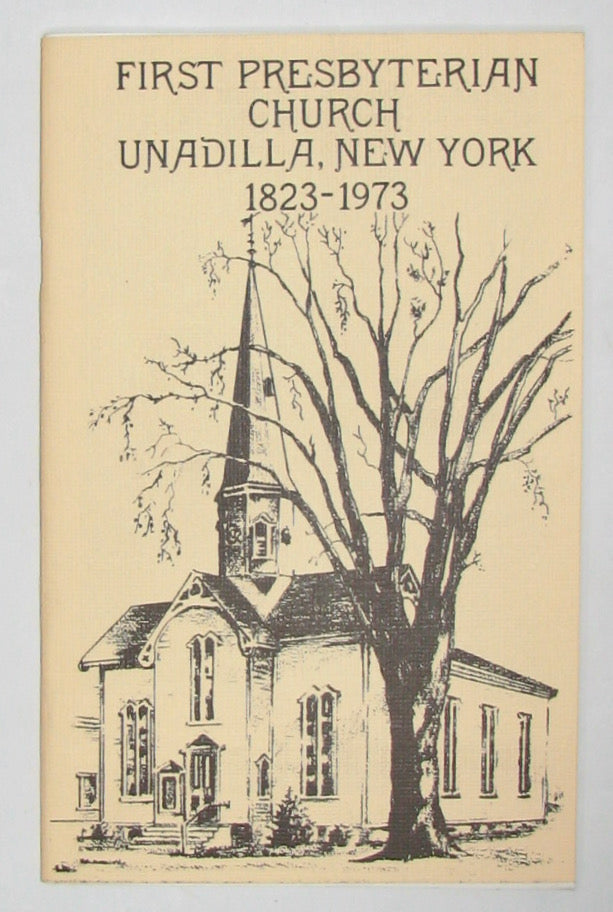 FIRST PRESBYTERIAN
CHURCH
UNADILLA, NEW YORK
1823-1973